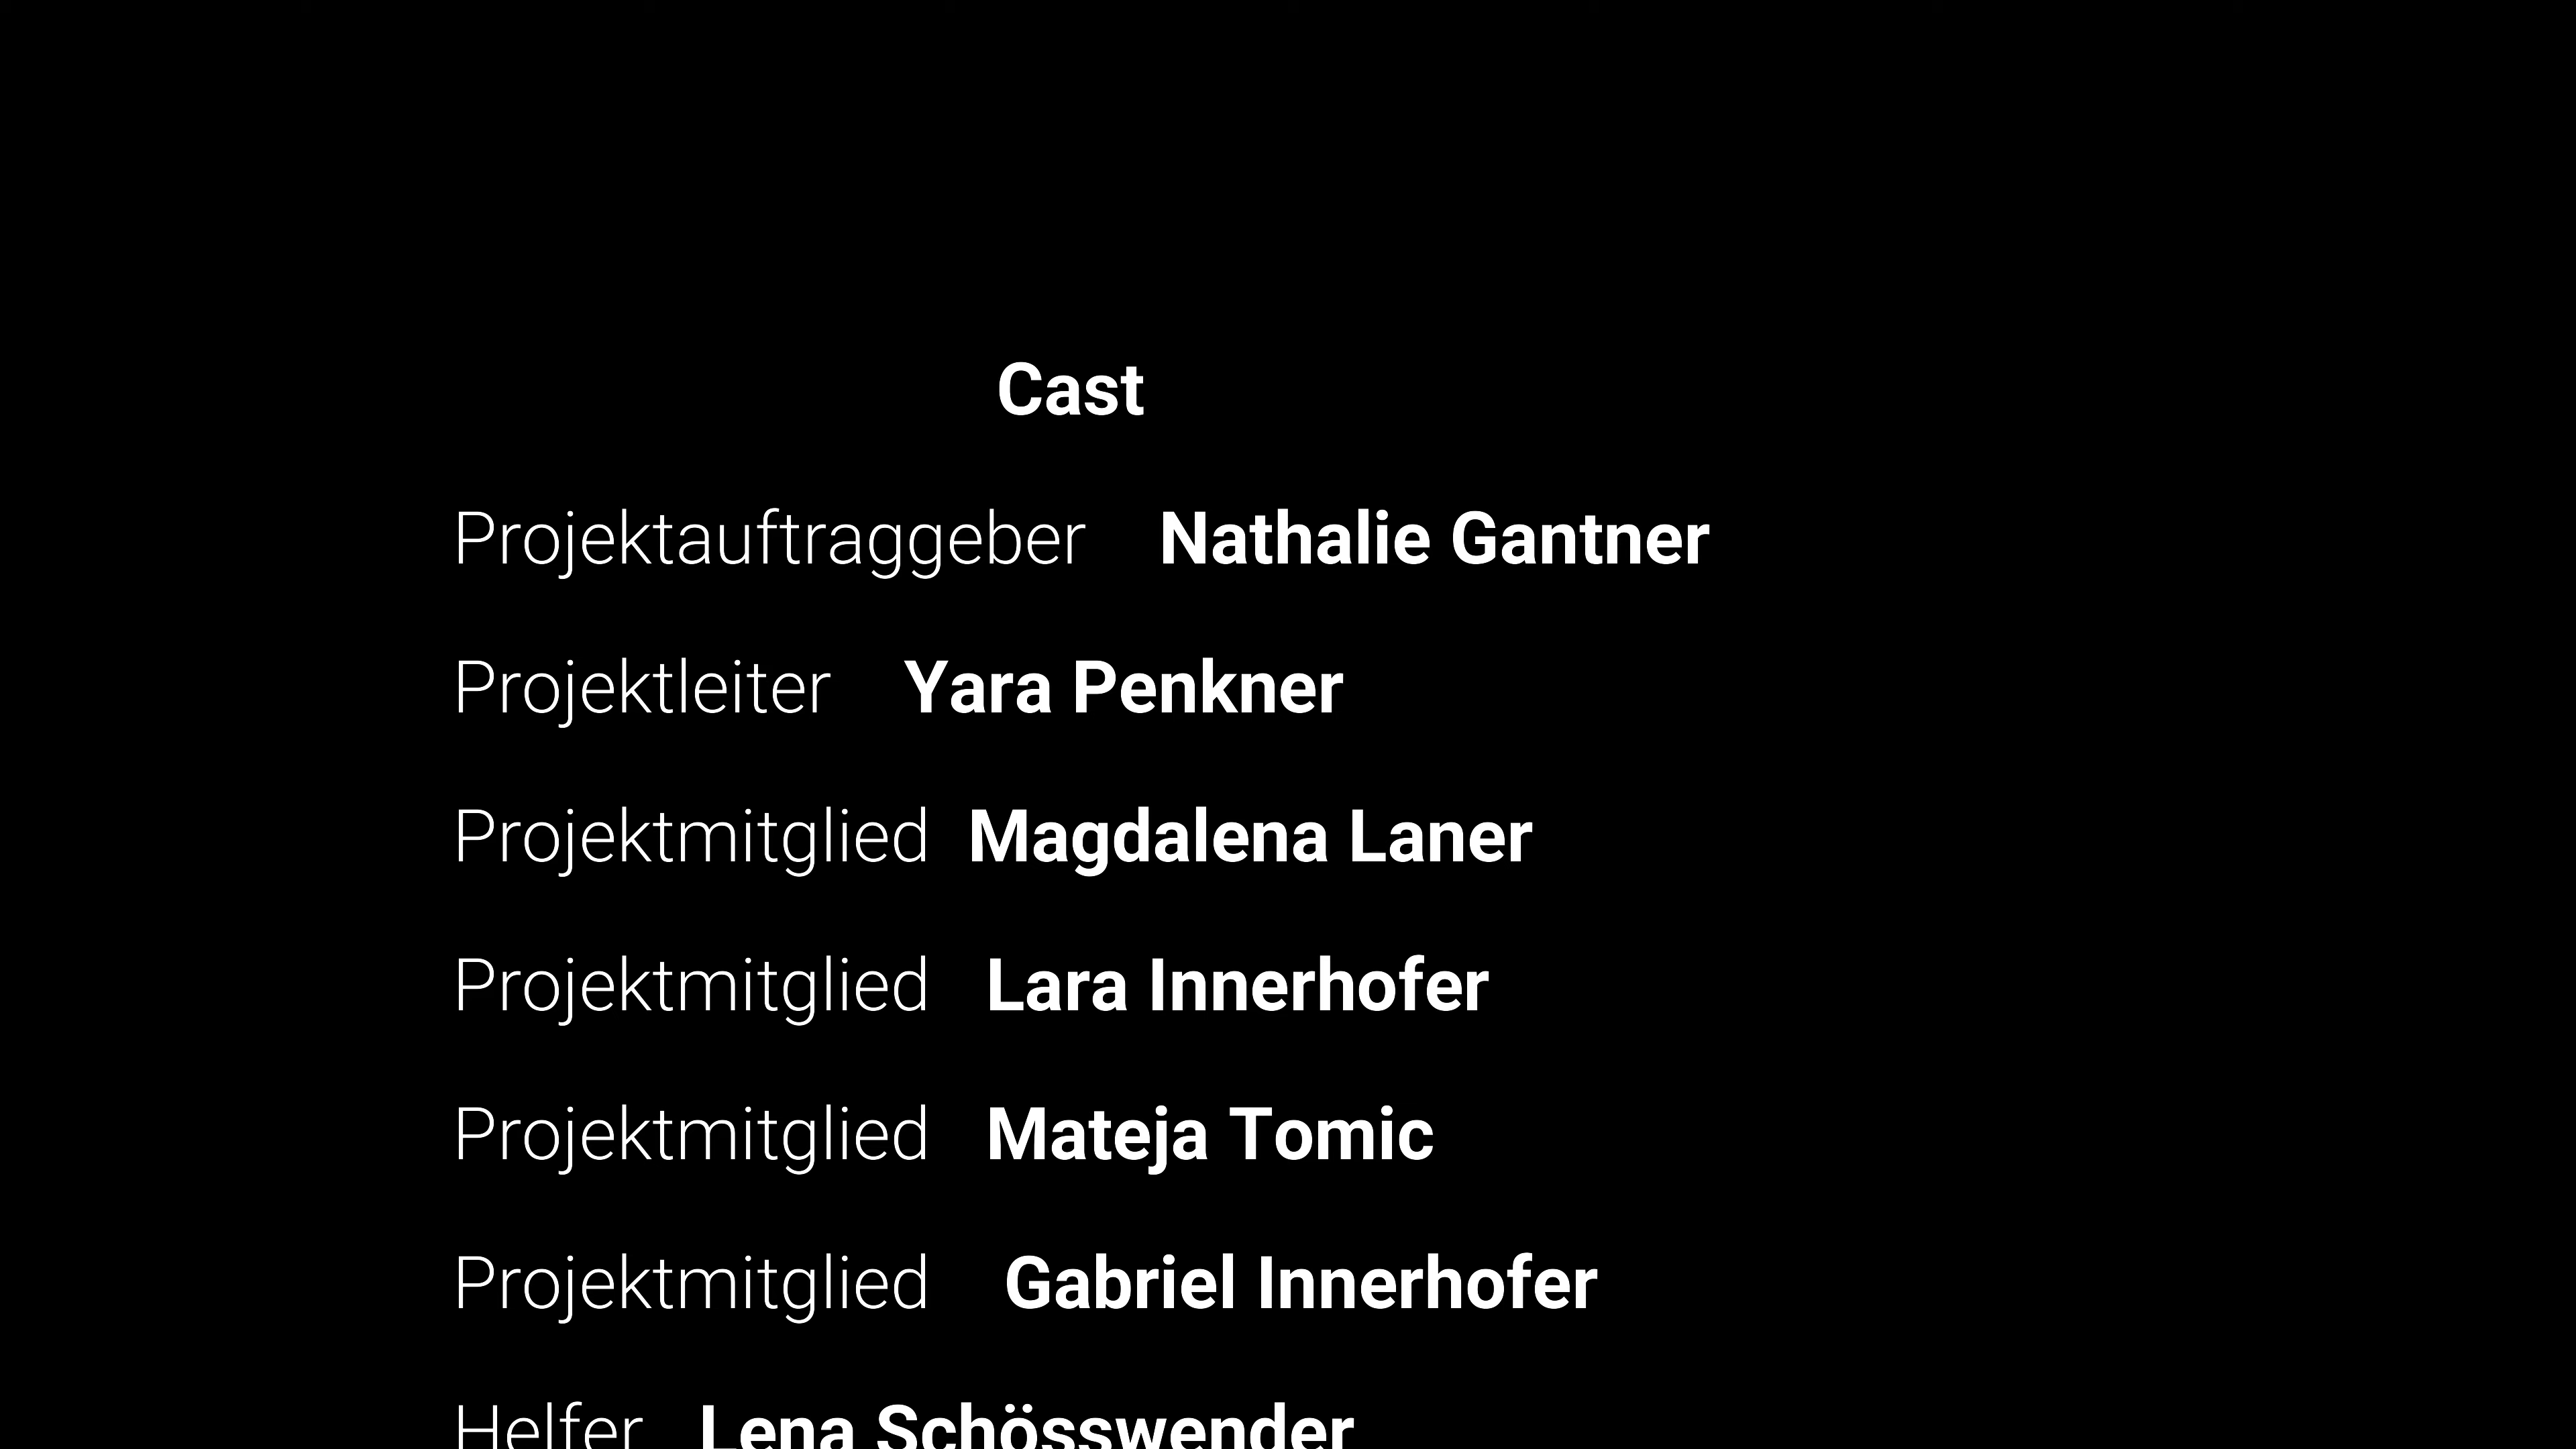 Cast
Projektauftraggeber Nathalie Gantner
Projektleiter Yara Penkner
Projektmitglied Magdalena Laner
Projektmitglied Lara Innerhofer
Projektmitglied Mateja Tomic
Projektmitglied Gabriel Innerhofer
Helfer Lena Schösswender